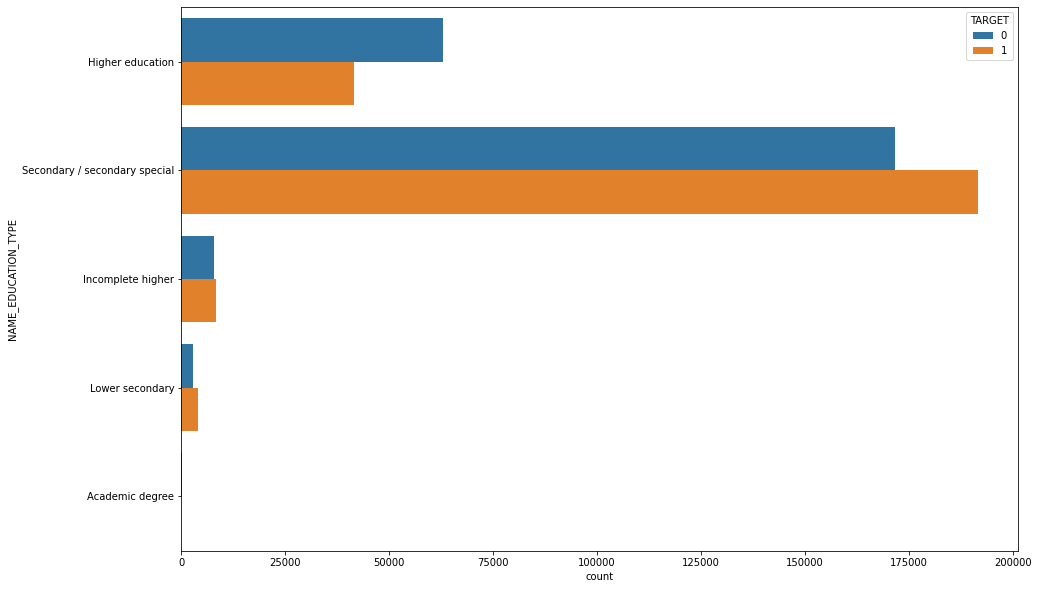 TARGET
0
1
Higher education
Secondary / secondary special
Incomplete higher
Lower secondary
Academic degree
NAME_EDUCATION_TYPE
0 25000 50000 75000 100000 125000 150000 175000 200000
count